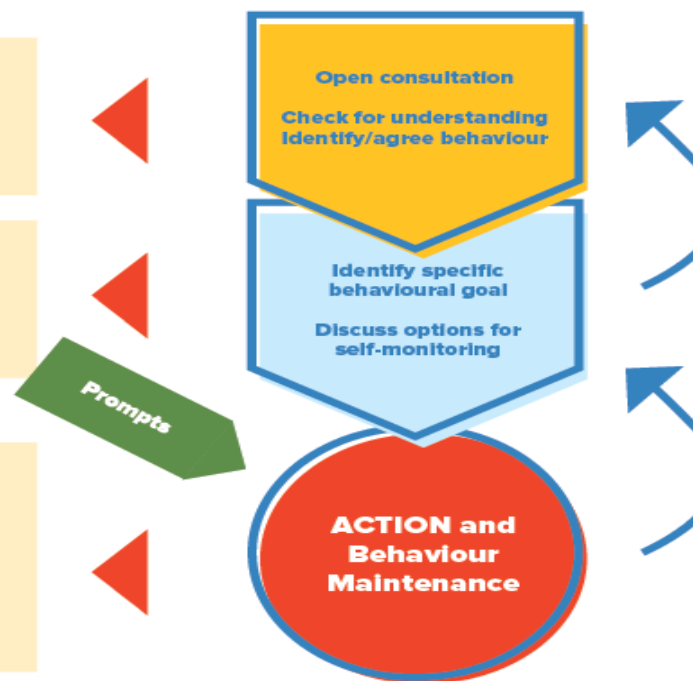 Open consultation
Check for understanding
Identify/agree behaviour
Identify specific
behavioural goal
Discuss options for
self-monitoring
Prompts
ACTION and
Behaviour
Maintenance